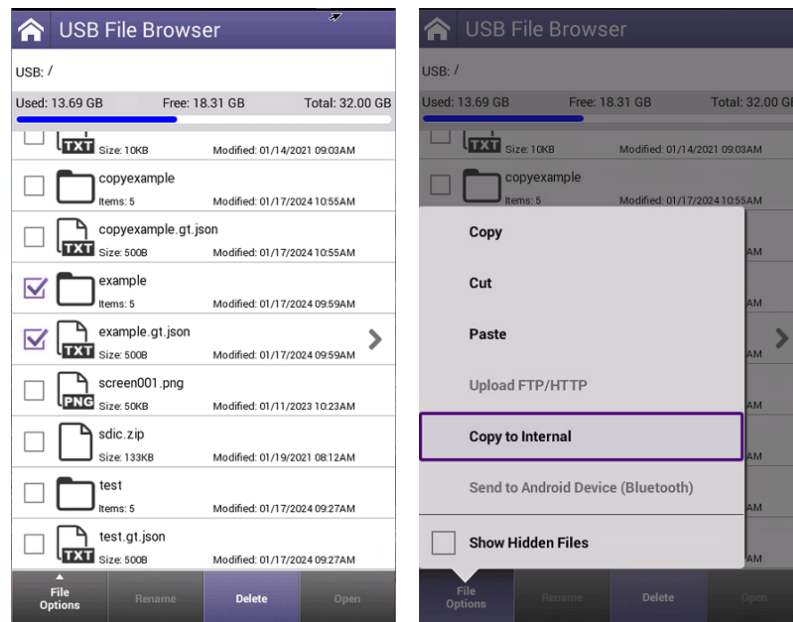 USB File Browser
USB: /
Used: 13.69 GB Free: 18.31 GB Total: 32.00 GB
TXT Size: 10KB Modified: 01/14/2021 09:03AM
copyexample
Items: 5 Modified: 01/17/2024 10:55AM
copyexample.gt.json
TXT Size: 500B Modified: 01/17/2024 10:55AM
example
Items: 5 Modified: 01/17/2024 09:59AM
example.gt.json
TXT Size: 500B Modified: 01/17/2024 09:59AM
screen001.png
PNG Size: 50KB Modified: 01/11/2023 10:23AM
sdic.zip
Size: 133KB Modified: 01/19/2021 08:12AM
test
Items: 5 Modified: 01/17/2024 09:27AM
test.gt.json
TXT Size: 500B Modified: 01/17/2024 09:27AM
File
Options Rename Delete Open
USB File Browser
USB: /
Used: 13.69 GB Free: 18.31 GB Total: 32.00 G
TXT Size: 10KB Modified: 01/14/2021 09:03AM
copyexample
Items: 5 Modified: 01/17/2024 10:55AM
Copy
AM
Cut
AM
Paste
AM
Upload FTP/HTTP
AM
Copy to Internal
AM
Send to Android Device (Bluetooth)
AM
Show Hidden Files
AM
File
Options Rename Delete Open